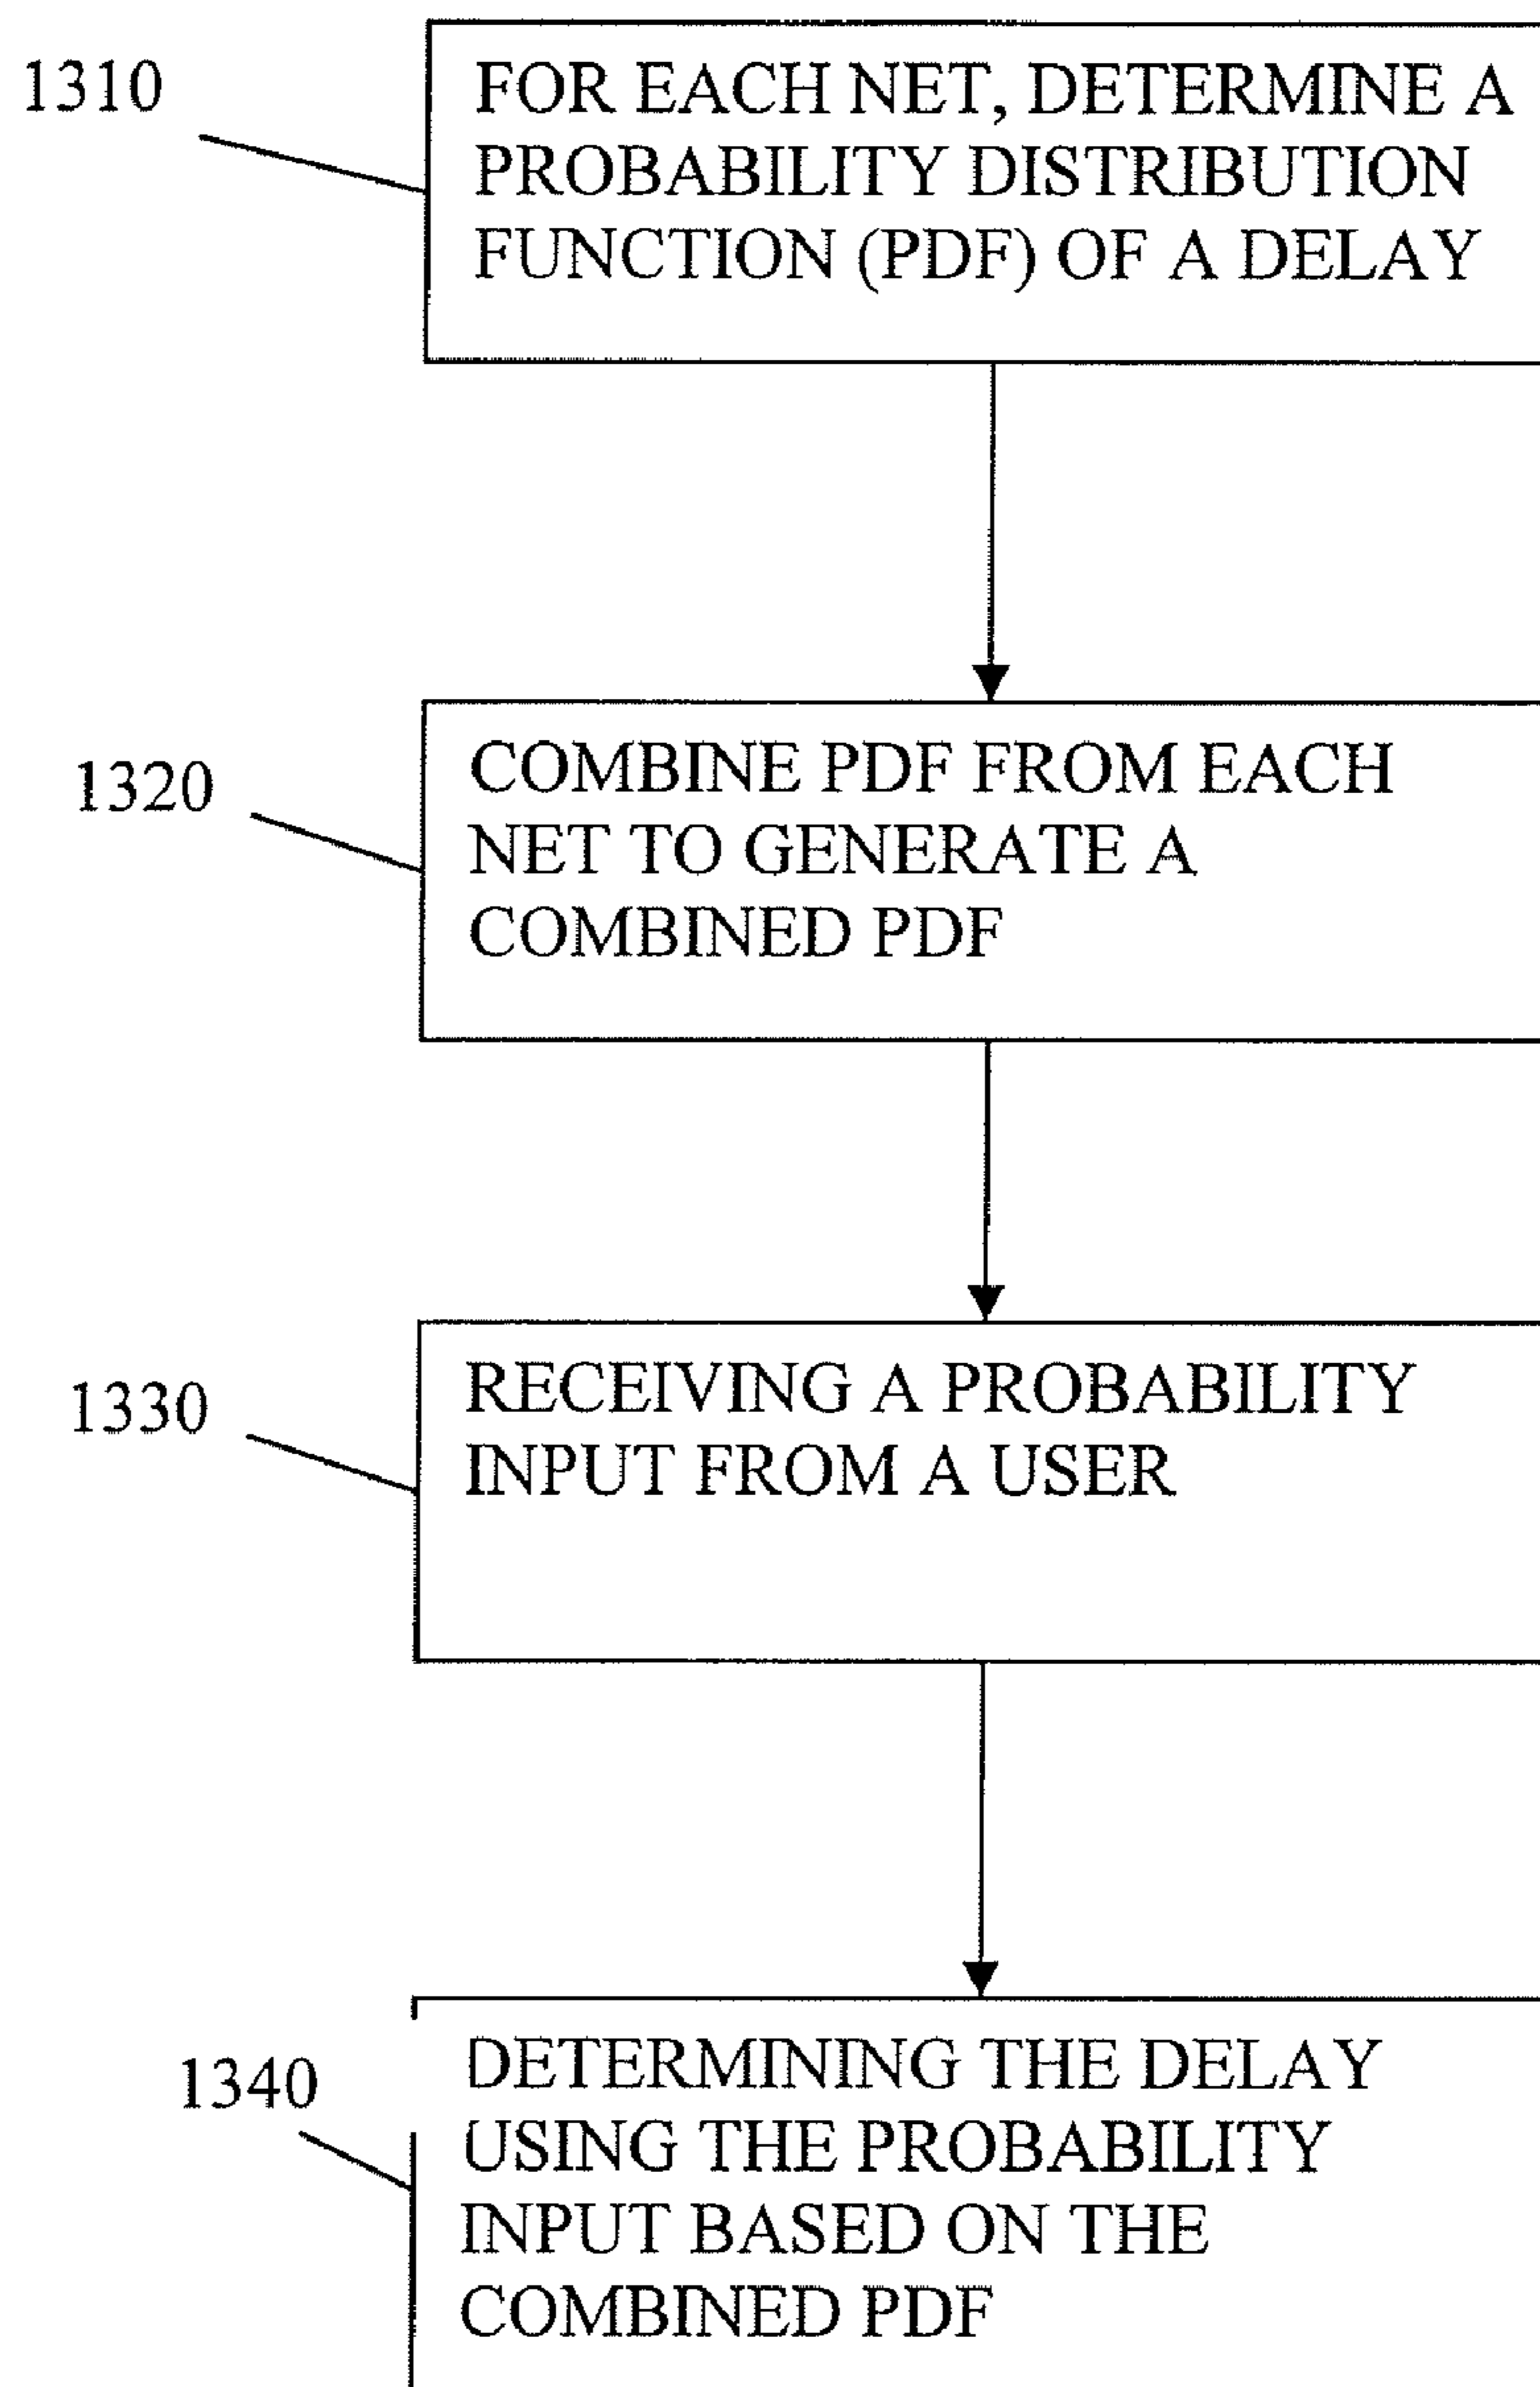 1310
FOR EACH NET, DETERMINE A
PROBABILITY DISTRIBUTION
FUNCTION (PDF) OF A DELAY
1320
COMBINE PDF FROM EACH
NET TO GENERATE A
COMBINED PDF
1330
RECEIVING A PROBABILITY
INPUT FROM A USER
1340
DETERMINING THE DELAY
USING THE PROBABILITY
INPUT BASED ON THE
COMBINED PDF